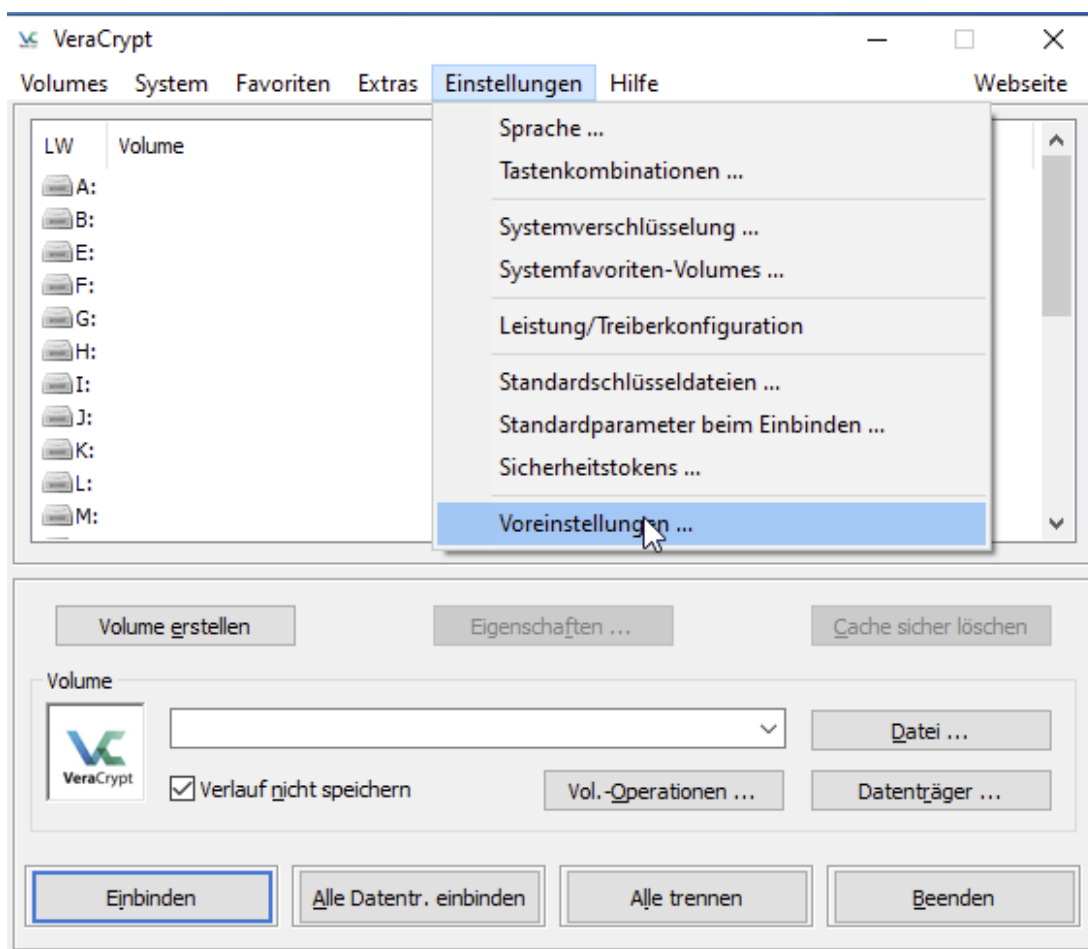 VeraCrypt
Volumes System Favoriten Extras Einstellungen Hilfe Webseite
LW Volume
A:
B:
E:
F:
G:
H:
I:
J:
K:
L:
M:
Sprache ...
Tastenkombinationen ...
Systemverschlüsselung ...
Systemfavoriten-Volumes ...
Leistung/Treiberkonfiguration
Standardschlüsseldateien ...
Standardparameter beim Einbinden ...
Sicherheitstokens ...
Voreinstellungen ...
Volume erstellen Eigenschaften ... Cache sicher löschen
Volume
VeraCrypt
Datei ...
Verlauf nicht speichern Vol.-Operationen ... Datenträger ...
Einbinden Alle Datentr. einbinden Alle trennen Beenden